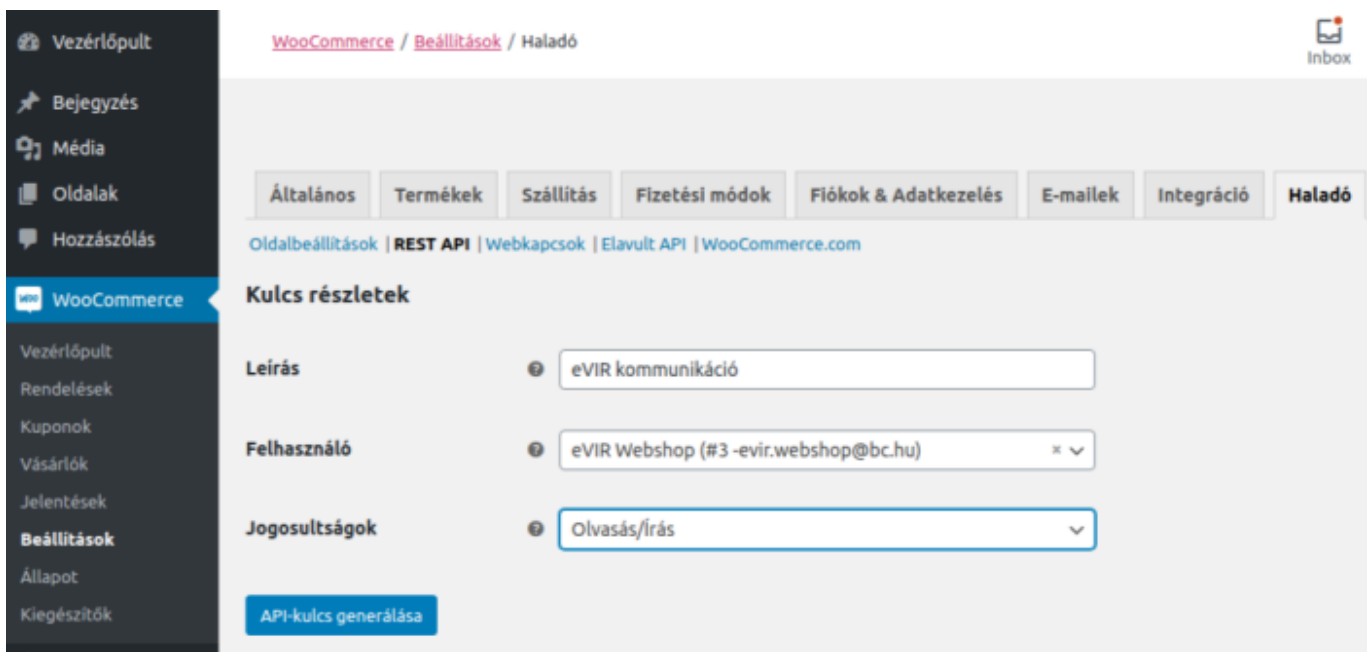 Vezérlőpult
Bejegyzés
Média
Oldalak
Hozzászólás
WooCommerce
Vezérlőpult
Rendelések
Kuponok
Vásárlók
Jelentések
Beállítások
Állapot
Kiegészítők
WooCommerce / Beállítások / Haladó
Inbox
Általános Termékek Szállítás Fizetési módok Fiókok & Adatkezelés E-mailek Integráció Haladó
Oldalbeállítások | REST API | Webkapcsok | Elavult API | WooCommerce.com
Kulcs részletek
Leírás eVIR kommunikáció
Felhasználó eVIR Webshop (#3 -evir.webshop@bc.hu)
Jogosultságok Olvasás/Írás
API-kulcs generálása